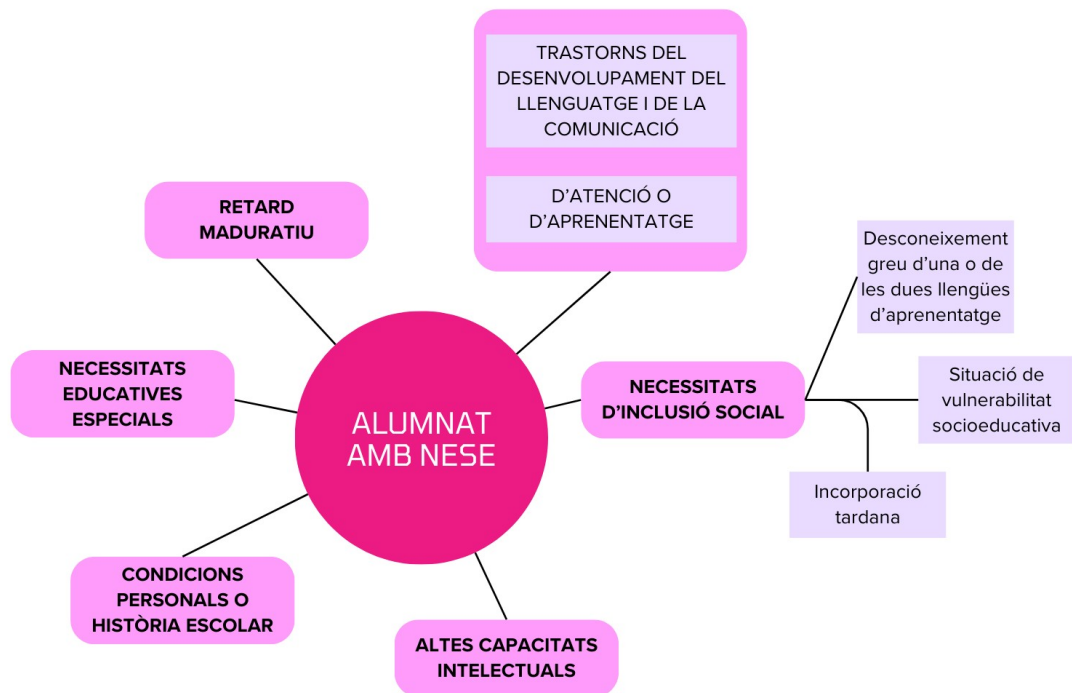 TRASTORNS DEL
DESENVOLUPAMENT DEL
LLENGUATGE I DE LA
COMUNICACIÓ
D'ATENCIÓ O
D'APRENENTATGE
RETARD
MADURATIU
Desconeixement
greu d'una o de
les dues llengües
d'aprenentatge
NECESSITATS
EDUCATIVES
ESPECIALS
ALUMNAT
AMB NESE
NECESSITATS
D'INCLUSIÓ SOCIAL
Situació de
vulnerabilitat
socioeducativa
Incorporació
tardana
CONDICIONS
PERSONALS O
HISTÒRIA ESCOLAR
ALTES CAPACITATS
INTELECTUALS